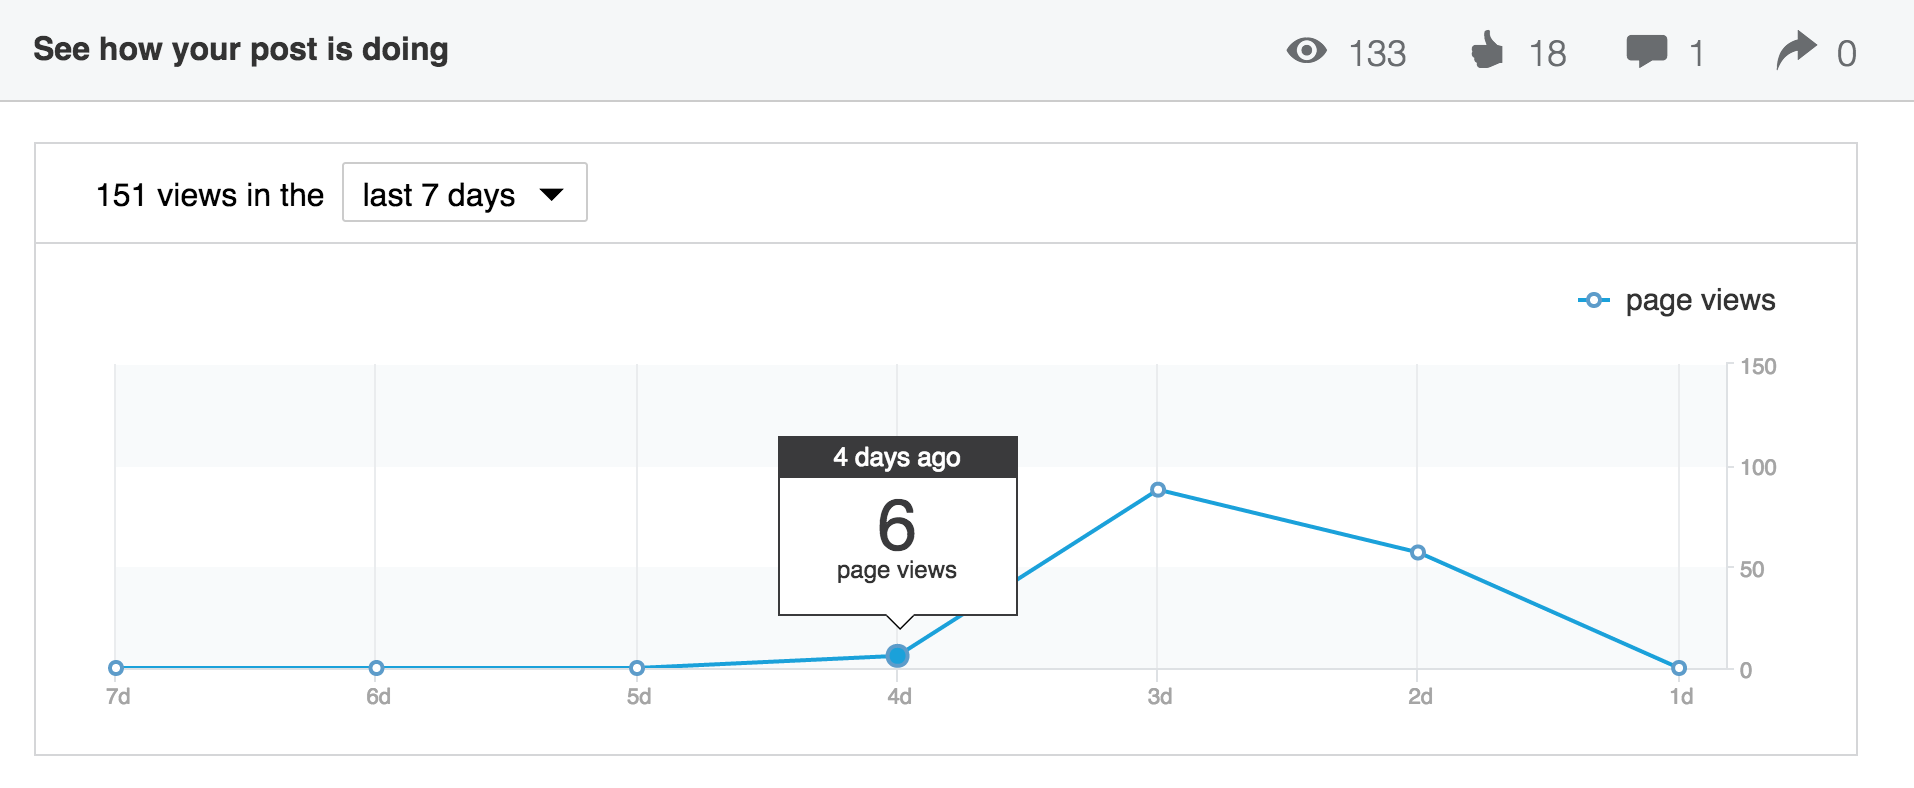 See how your post is doing 133 18 1 0
151 views in the last 7 days
page views
150
100
50
0
4 days ago
6
page views
7d 6d 5d 4d 3d 2d 1d